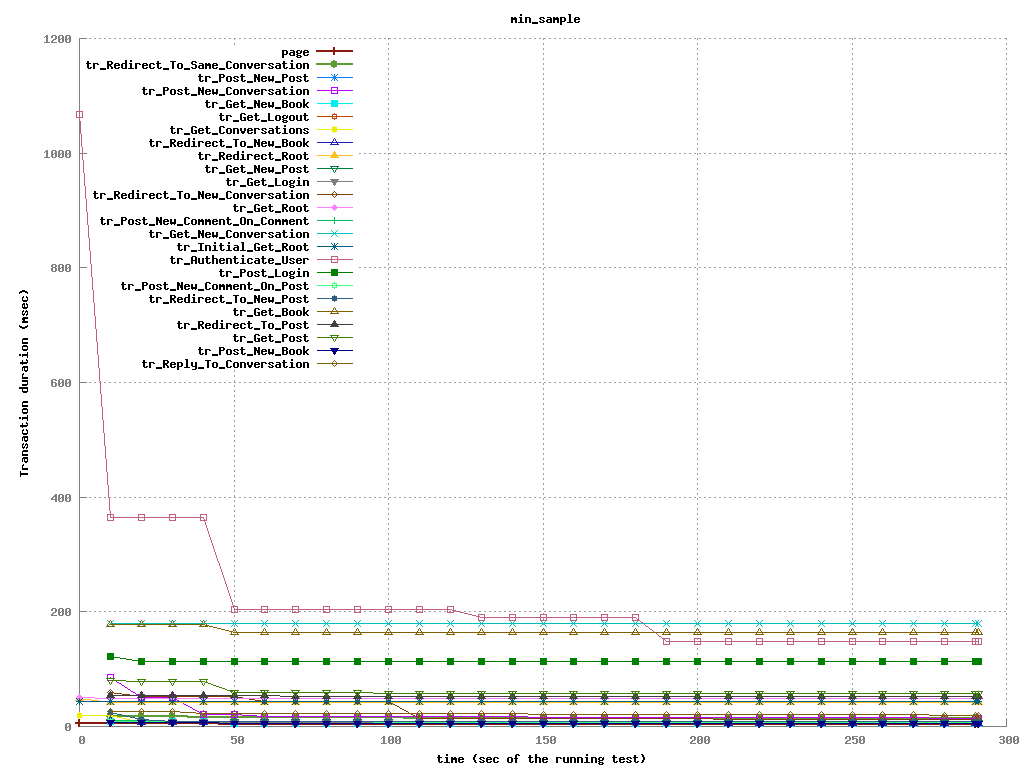 min_sample
1200
1000
800
600
400
200
0
Transaction duration (msec)
page
tr_Redirect_To_Same_Conversation
tr_Post_New_Post
tr_Post_New_Conversation
tr_Get_New_Book
tr_Get_Logout
tr_Get_Conversations
tr_Redirect_To_New_Book
tr_Redirect_Root
tr_Get_New_Post
tr_Get_Login
tr_Redirect_To_New_Conversation
tr_Get_Root
tr_Post_New_Comment_On_Comment
tr_Get_New_Conversation
tr_Initial_Get_Root
tr_Authenticate_User
tr_Post_Login
tr_Post_New_Comment_On_Post
tr_Redirect_To_New_Post
tr_Get_Book
tr_Redirect_To_Post
tr_Get_Post
tr_Post_New_Book
tr_Reply_To_Conversation
0 50 100 150 200 250 300
time (sec of the running test)